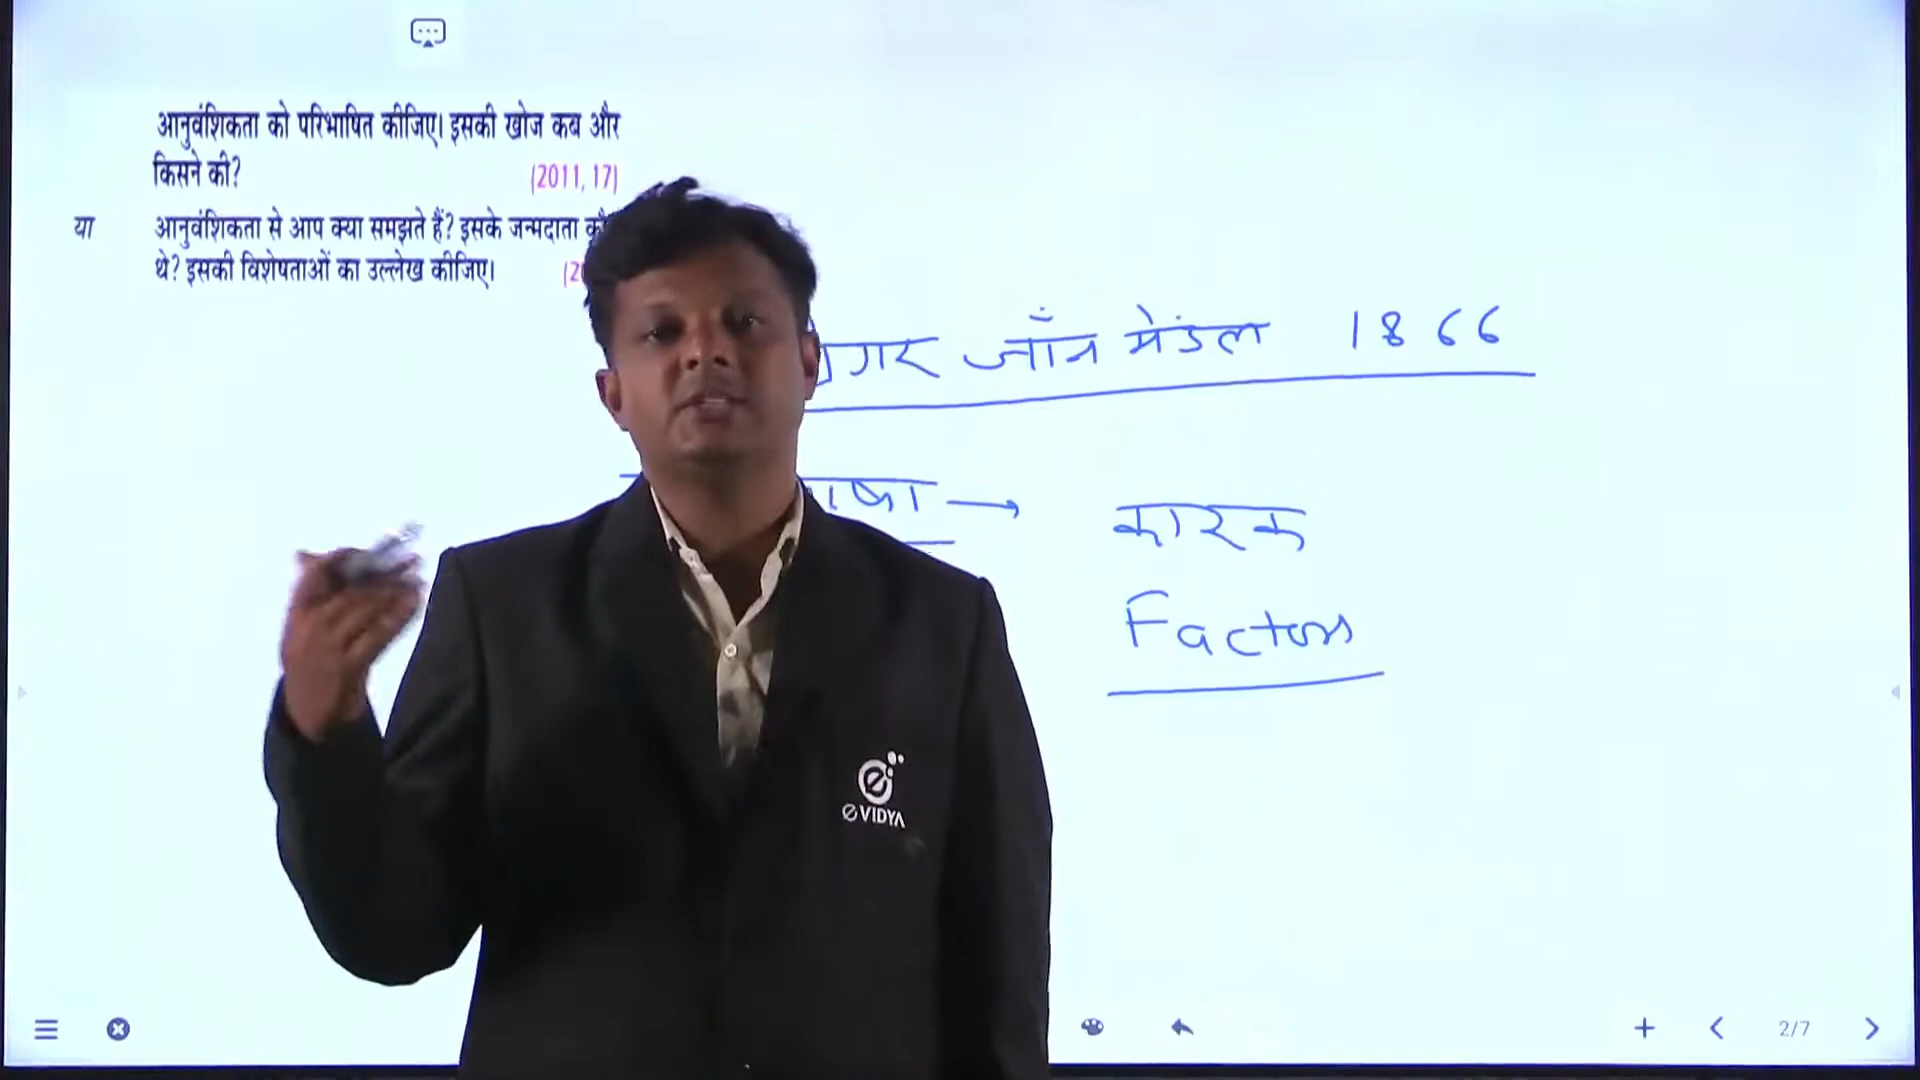 आनुवंशिकता को परिभाषित कीजिए। इसकी खोज कब और
किसने की? (2011, 17)
या आनुवंशिकता से आप क्या समझते हैं? इसके जन्मदाता
थे? इसकी विशेषताओं का उल्लेख कीजिए।
जॉन मेंडल 1866
कारक
Factors
e VIDYA
2/7